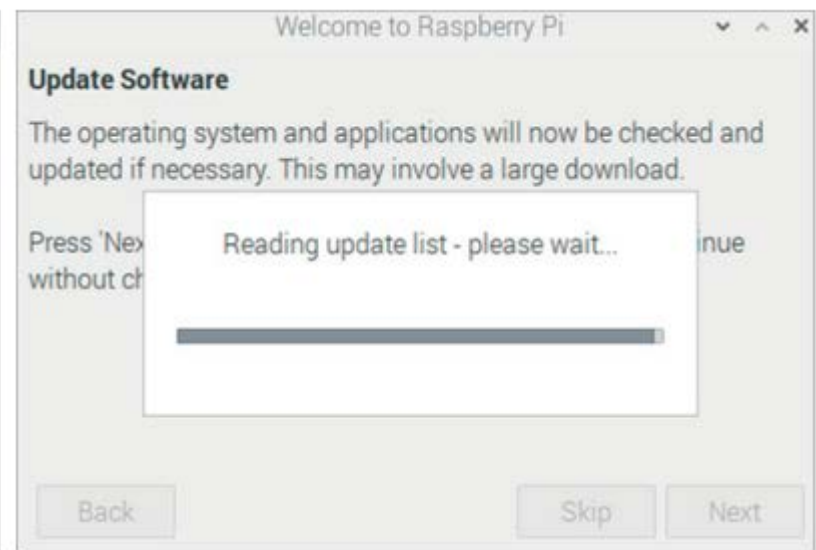 Welcome to Raspberry Pi
Update Software
The operating system and applications will now be checked and
updated if necessary. This may involve a large download.
Press 'Nex
inue
without ch
Reading update list - please wait...
Back
Skip
Next